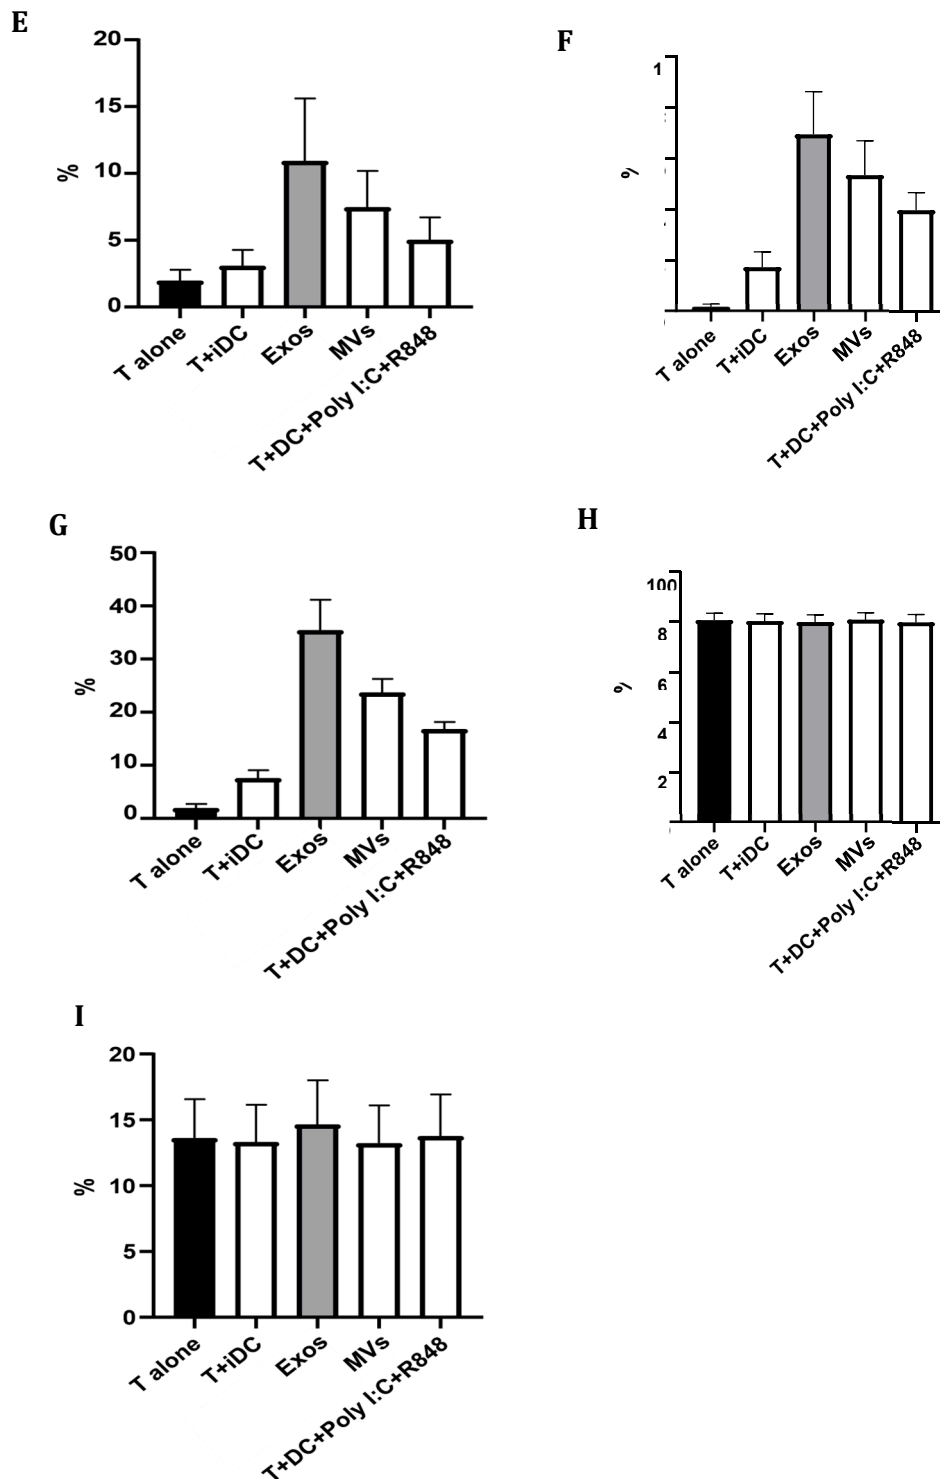 E
20
15
10
5
0
%
T alone
T+iDC
Exos
MVs
T+DC+Poly I:C+R848
F
1
%
T alone
T+iDC
Exos
MVs
T+DC+Poly I:C+R848
G
50
40
30
20
10
0
%
T alone
T+iDC
Exos
MVs
T+DC+Poly I:C+R848
H
100
8
6
4
2
%
T alone
T+iDC
Exos
MVs
T+DC+Poly I:C+R848
I
20
15
10
5
0
%
T alone
T+iDC
Exos
MVs
T+DC+Poly I:C+R848